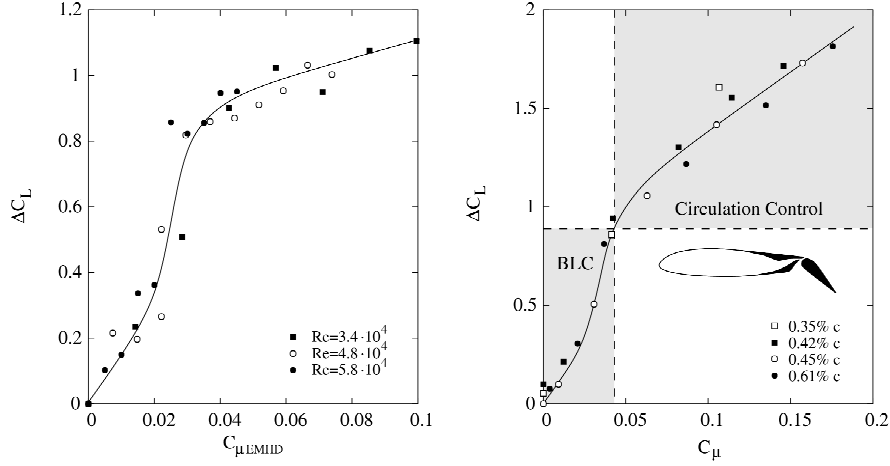 1.2
1
0.8
0.6
0.4
0.2
0
ΔC_L
0
0.02
0.04
0.06
0.08
0.1
C_μ EMHD
Re=3.4·10^4
Re=4.8·10^4
Re=5.8·10^4
2
1.5
1
0.5
0
ΔC_L
Circulation Control
BLC
0.35% c
0.42% c
0.45% c
0.61% c
0
0.05
0.1
0.15
0.2
C_μ